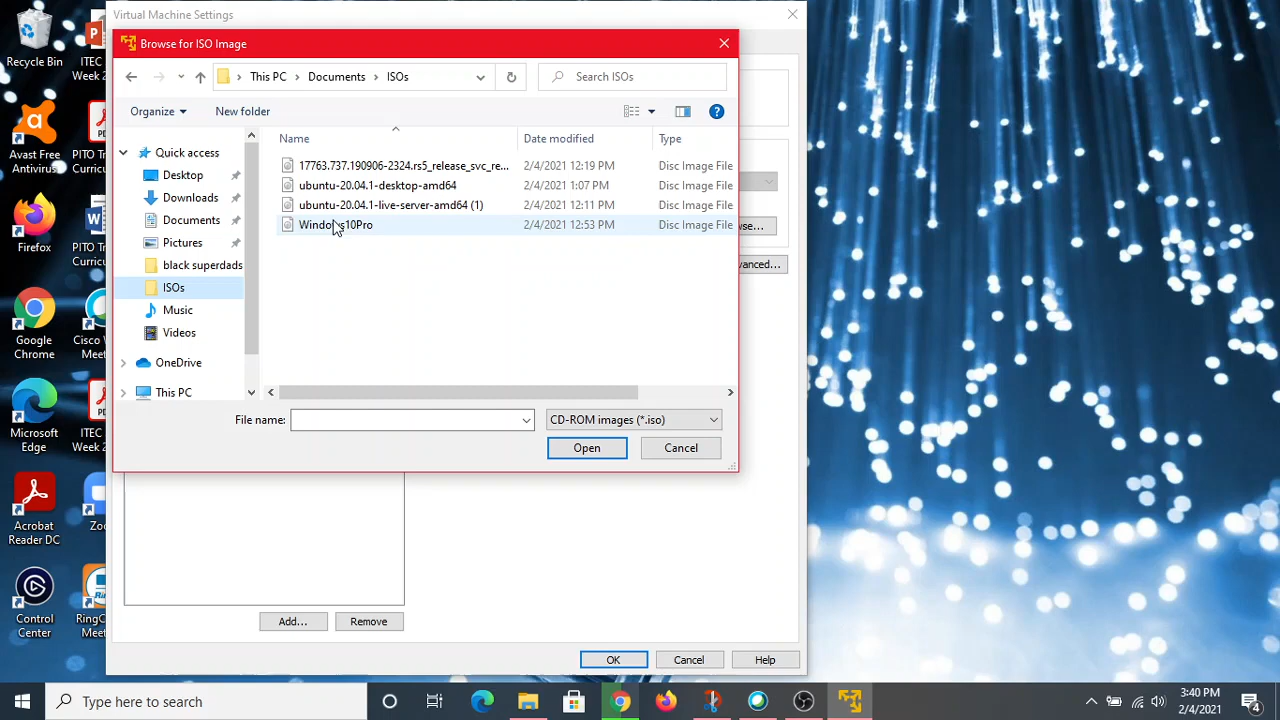 Virtual Machine Settings
Browse for ISO Image
This PC
Documents
ISOs
Search ISOs
Organize
New folder
Name
Date modified
Type
Quick access
Desktop
Downloads
Documents
Pictures
black superdads
ISOs
Music
Videos
OneDrive
This PC
17763.737.190906-2324.rs5_release_svc_re...
2/4/2021 12:19 PM
Disc Image File
ubuntu-20.04.1-desktop-amd64
2/4/2021 1:07 PM
Disc Image File
ubuntu-20.04.1-live-server-amd64 (1)
2/4/2021 12:11 PM
Disc Image File
Windows10Pro
2/4/2021 12:53 PM
Disc Image File
File name:
CD-ROM images (*.iso)
Open
Cancel
Add...
Remove
OK
Cancel
Help
Recycle Bin
ITEC
Week 2
Avast Free
Antivirus
PITO T
Curricu
Firefox
PITO T
Curricu
Google
Chrome
Cisco W
Meet
Microsoft
Edge
ITEC
Week 2
Acrobat
Reader DC
Zoo
Control
Center
RingC
Meet
Type here to search
3:40 PM
2/4/2021
4